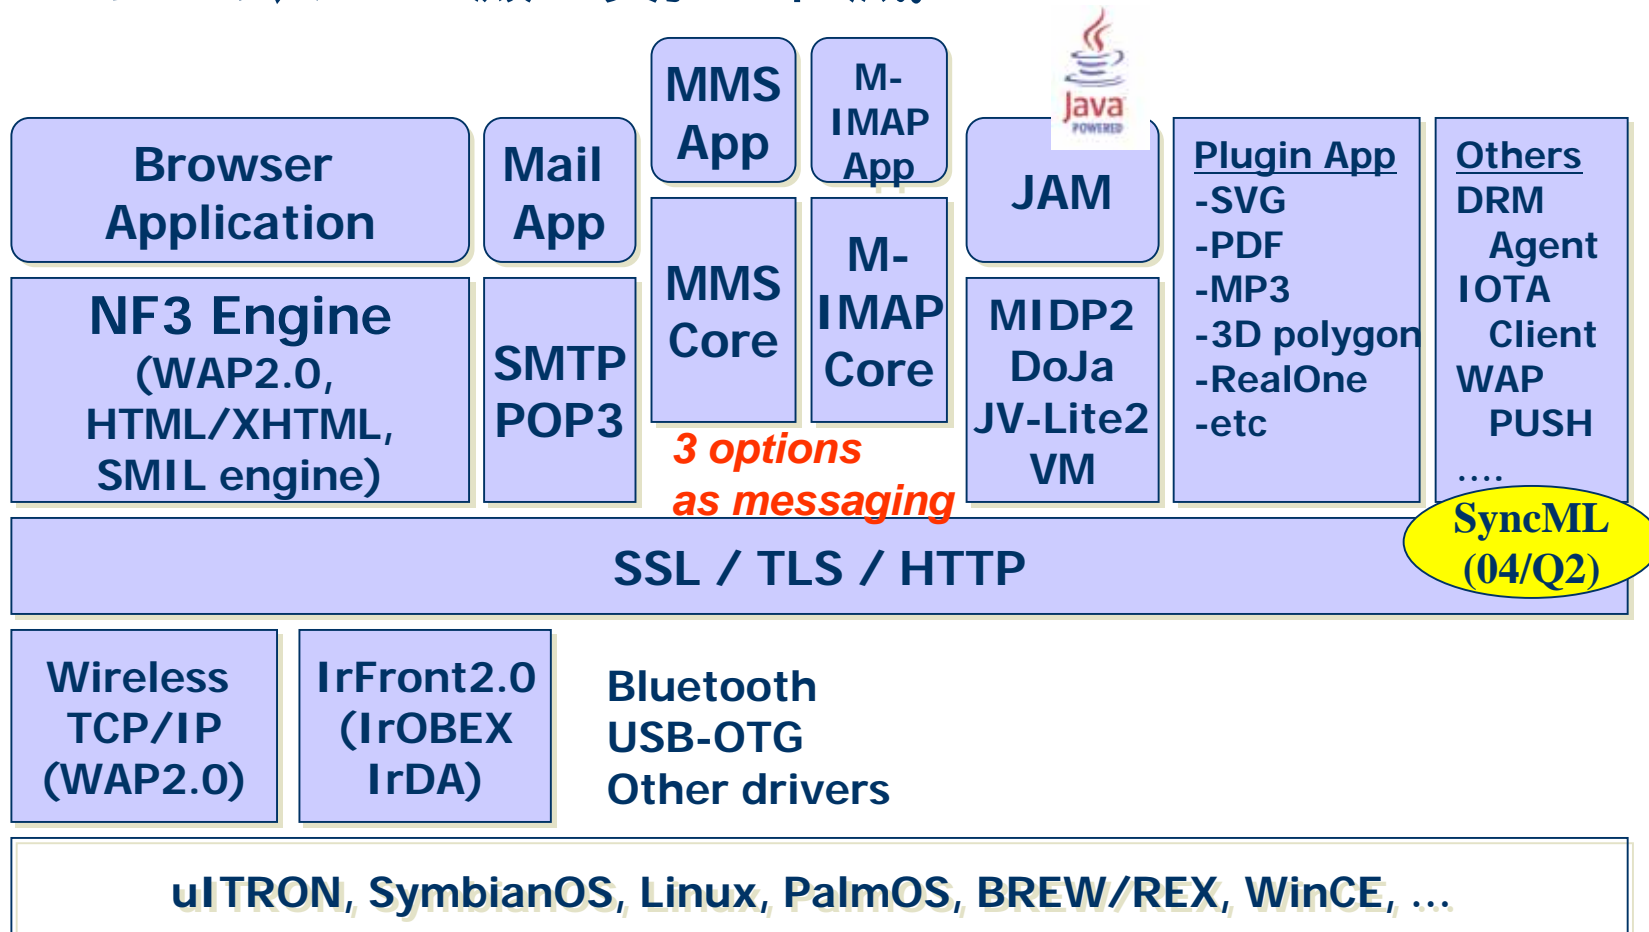 Browser
Application
Mail
App
MMS
App
M-
IMAP
App
Java
POWERED
JAM
Plugin App
-SVG
-PDF
-MP3
-3D polygon
-RealOne
-etc
Others
DRM
Agent
IOTA
Client
WAP
PUSH
....
NF3 Engine
(WAP2.0,
HTML/XHTML,
SMIL engine)
SMTP
POP3
MMS
Core
M-
IMAP
Core
MIDP2
DoJa
JV-Lite2
VM
3 options
as messaging
SyncML
(04/Q2)
SSL / TLS / HTTP
Wireless
TCP/IP
(WAP2.0)
IrFront2.0
(IrOBEX
IrDA)
Bluetooth
USB-OTG
Other drivers
uITRON, SymbianOS, Linux, PalmOS, BREW/REX, WinCE, ...